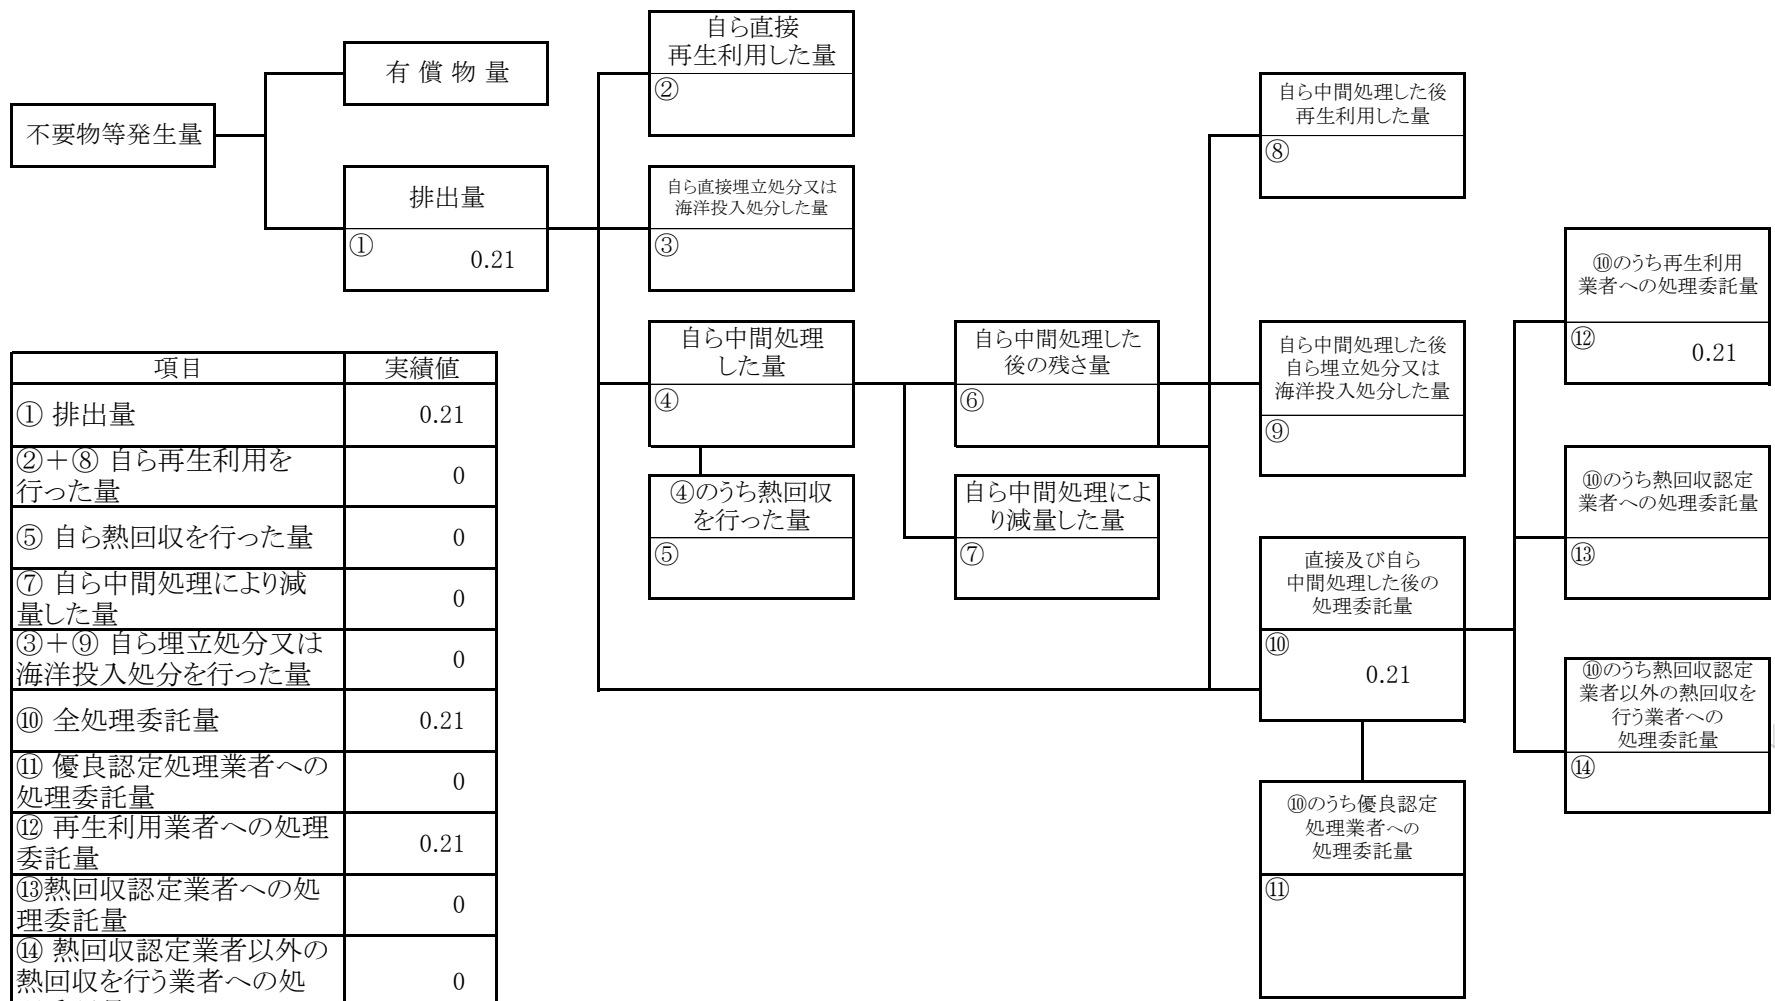 不要物等発生量
有 償 物 量
排出量
①
0.21
自ら直接
再生利用した量
②
自ら直接埋立処分又は
海洋投入処分した量
③
自ら中間処理
した量
④
④のうち熱回収
を行った量
⑤
自ら中間処理した
後の残さ量
⑥
自ら中間処理によ
り減量した量
⑦
自ら中間処理した後
再生利用した量
⑧
自ら中間処理した後
自ら埋立処分又は
海洋投入処分した量
⑨
直接及び自ら
中間処理した後の
処理委託量
⑩
0.21
⑩のうち優良認定
処理業者への
処理委託量
⑪
⑩のうち再生利用
業者への処理委託量
⑫
0.21
⑩のうち熱回収認定
業者への処理委託量
⑬
⑩のうち熱回収認定
業者以外の熱回収を
行う業者への
処理委託量
⑭
項目 実績値
① 排出量 0.21
②＋⑧ 自ら再生利用を
行った量 0
⑤ 自ら熱回収を行った量 0
⑦ 自ら中間処理により減
量した量 0
③＋⑨ 自ら埋立処分又は
海洋投入処分を行った量 0
⑩ 全処理委託量 0.21
⑪ 優良認定処理業者への
処理委託量 0
⑫ 再生利用業者への処理
委託量 0.21
⑬熱回収認定業者への処
理委託量 0
⑭ 熱回収認定業者以外の
熱回収を行う業者への処 0